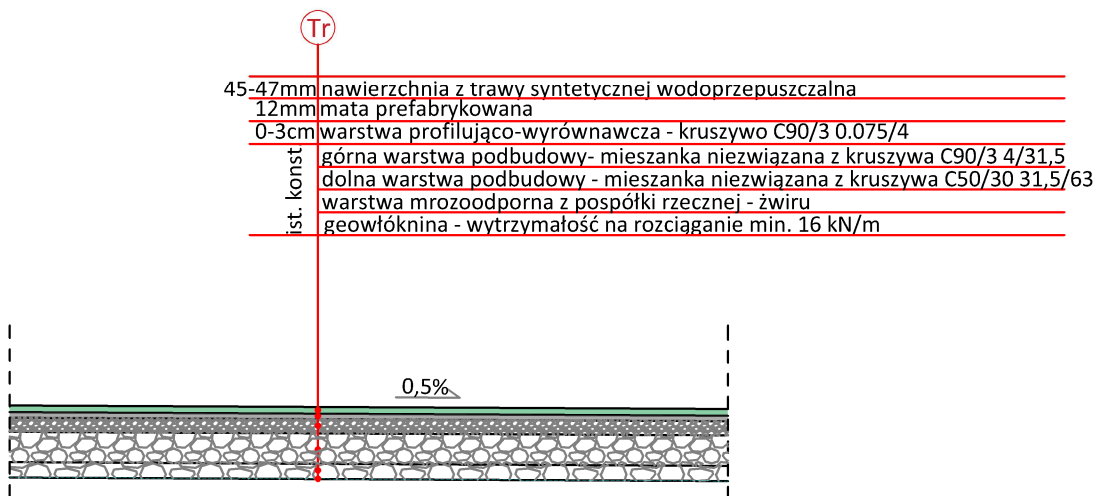 Tr
45-47mm nawierzchnia z trawy syntetycznej wodoprzepuszczalna
12mm mata prefabrykowana
0-3cm warstwa profilująco-wyrównawcza - kruszywo C90/3 0.075/4
ist. konst
górna warstwa podbudowy- mieszanka niezwiązana z kruszywa C90/3 4/31,5
dolna warstwa podbudowy - mieszanka niezwiązana z kruszywa C50/30 31,5/63
warstwa mrozoodporna z pospółki rzecznej - żwiru
geowłóknina - wytrzymałość na rozciąganie min. 16 kN/m
0,5%